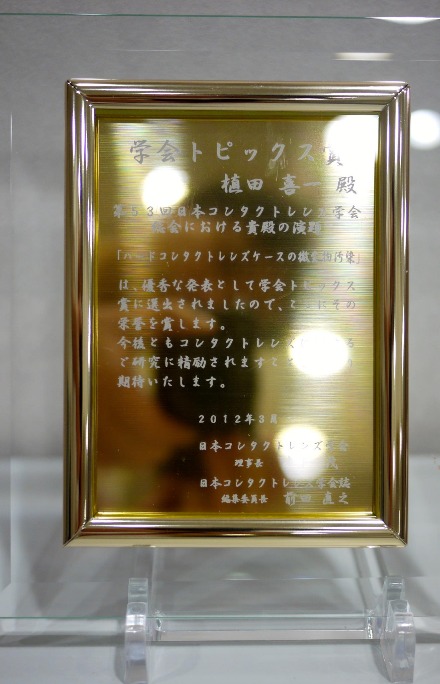 学会トピックス賞
植田 喜一 殿
第53回日本コンタクトレンズ学会
総会における貴殿の演題
「ハードコンタクトレンズケースの微生物汚染」
は、優秀な発表として学会トピックス
賞に選出されましたので、ここにその
栄誉を賞します。
今後ともコンタクトレンズ
ご研究に精励されますこと
期待いたします。
2012年3月
日本コンタクトレンズ学会
理事長
日本コンタクトレンズ学会誌
編集委員長 前田 直之